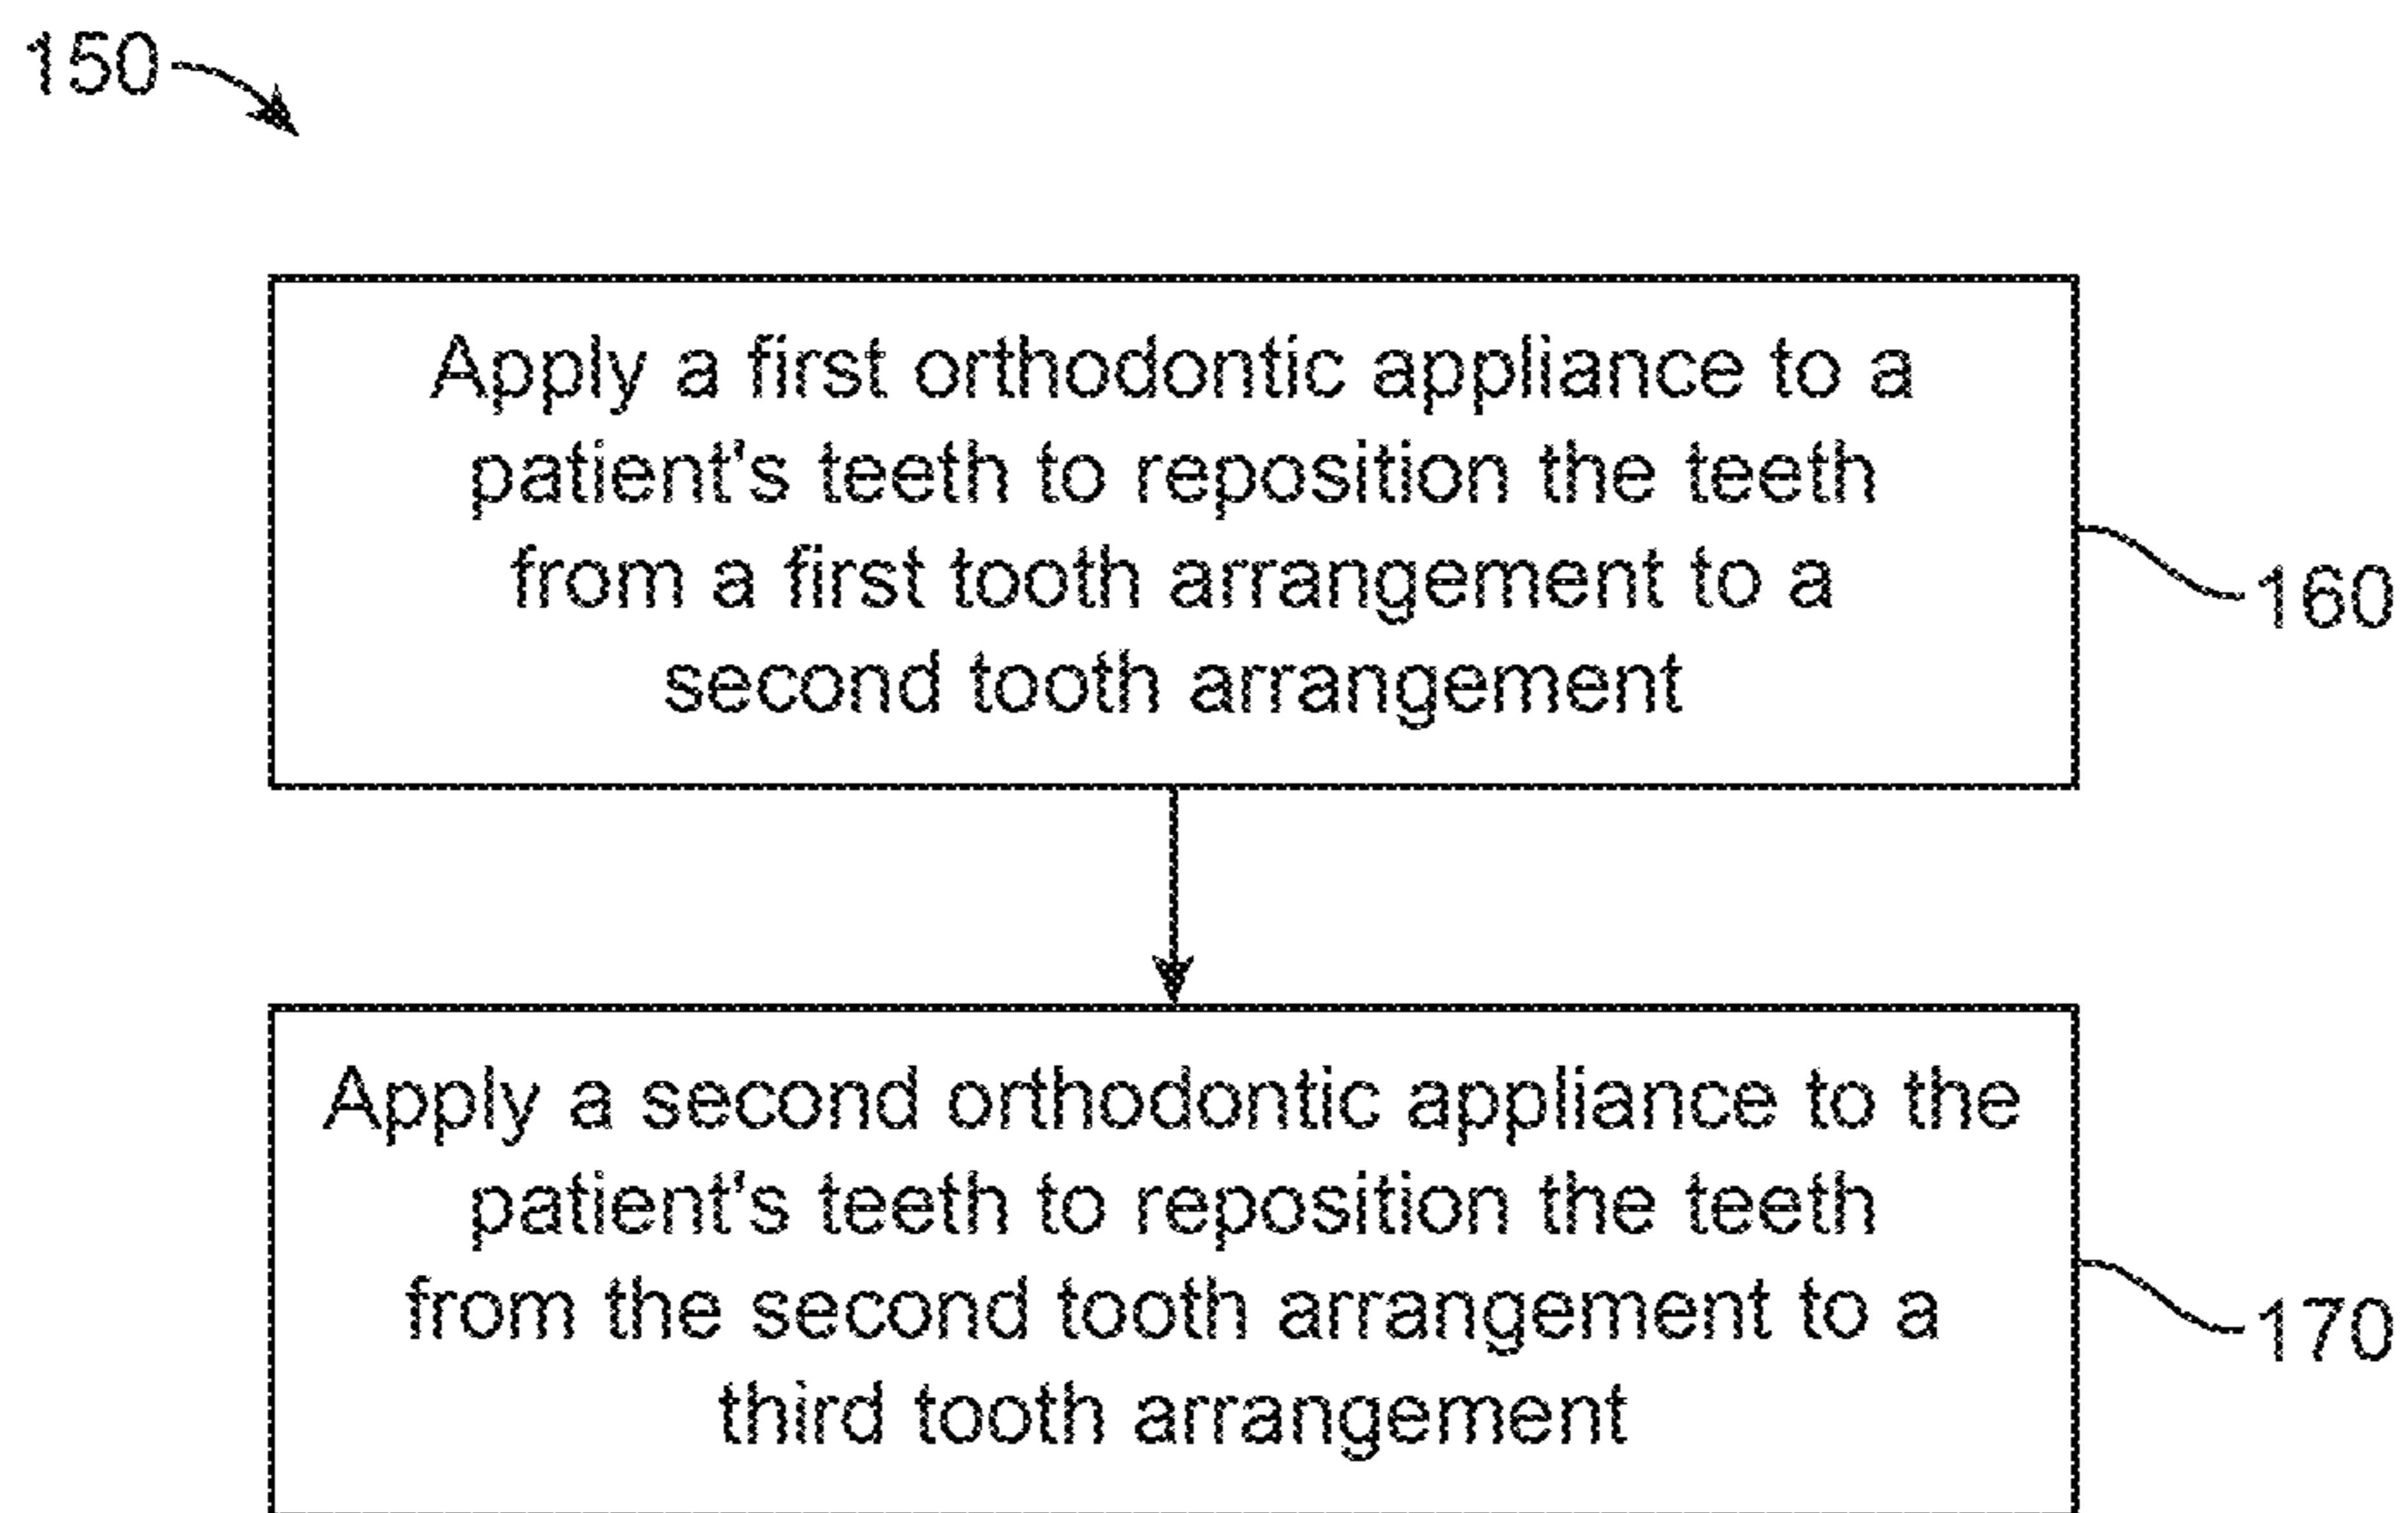 150
Apply a first orthodontic appliance to a
patient's teeth to reposition the teeth
from a first tooth arrangement to a
second tooth arrangement
160
Apply a second orthodontic appliance to the
patient's teeth to reposition the teeth
from the second tooth arrangement to a
third tooth arrangement
170